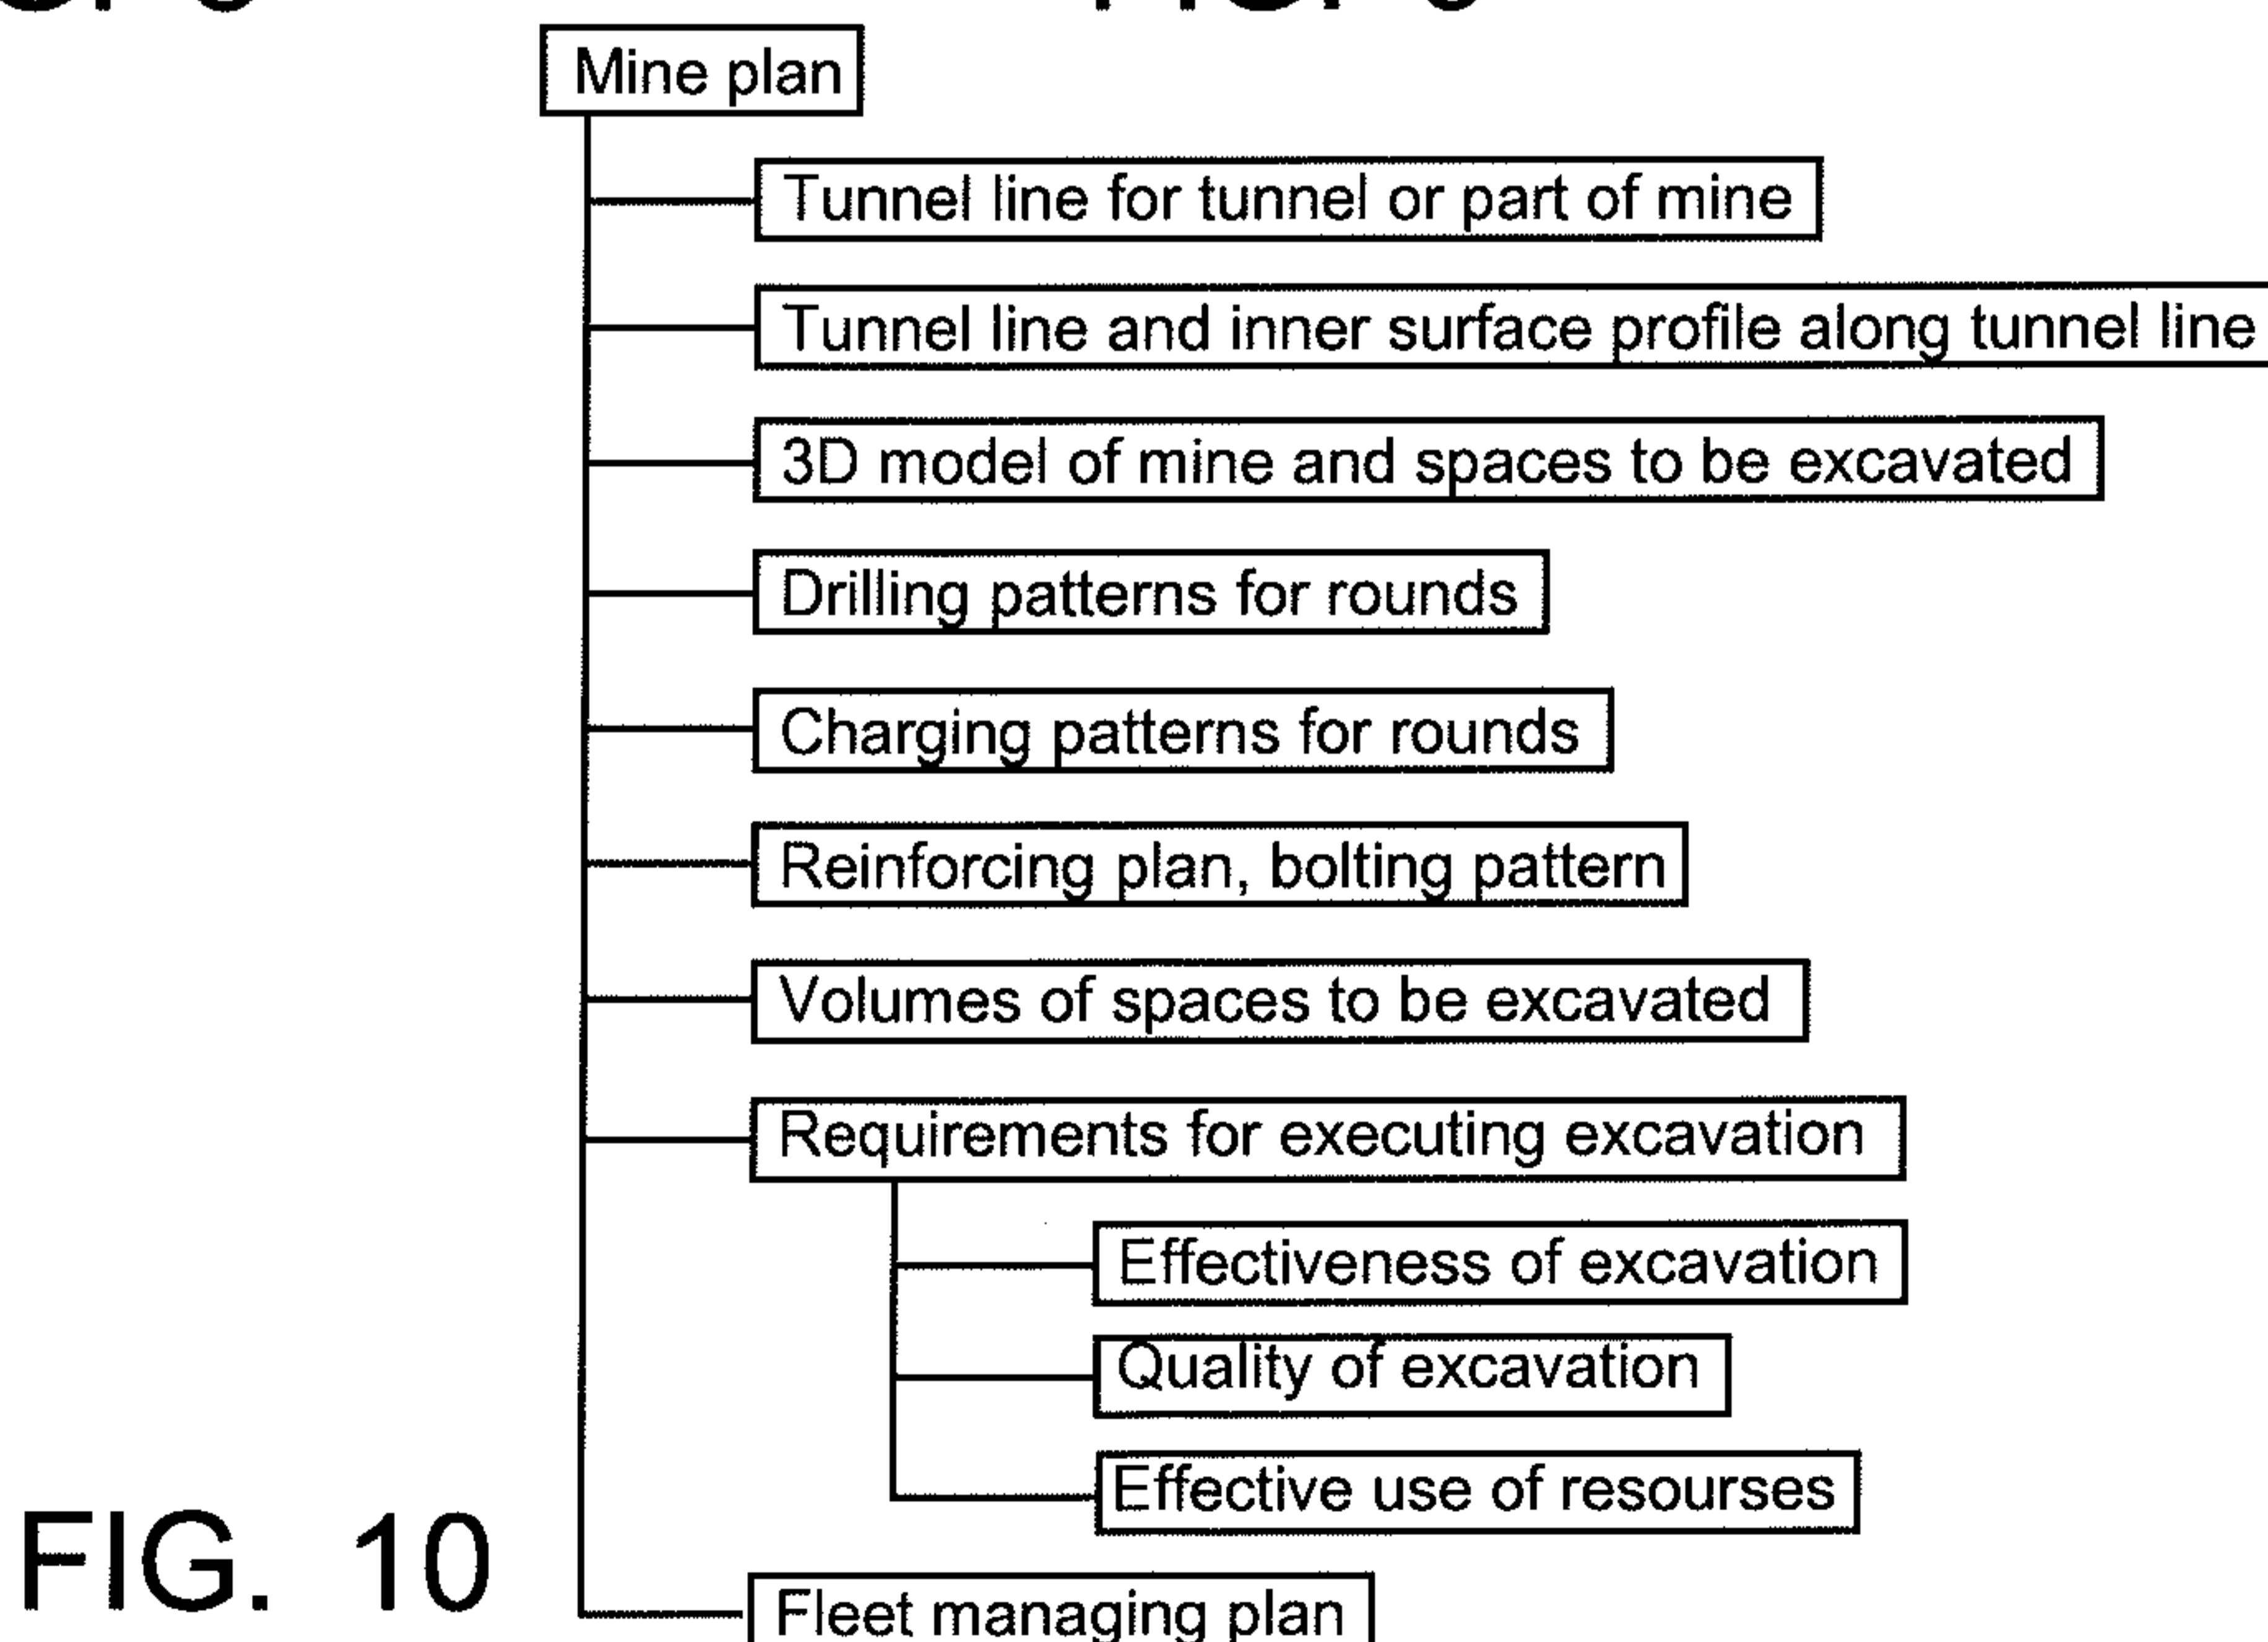 Mine plan
Tunnel line for tunnel or part of mine
Tunnel line and inner surface profile along tunnel line
3D model of mine and spaces to be excavated
Drilling patterns for rounds
Charging patterns for rounds
Reinforcing plan, bolting pattern
Volumes of spaces to be excavated
Requirements for executing excavation
Effectiveness of excavation
Quality of excavation
Effective use of resourses
FIG. 10
Fleet managing plan